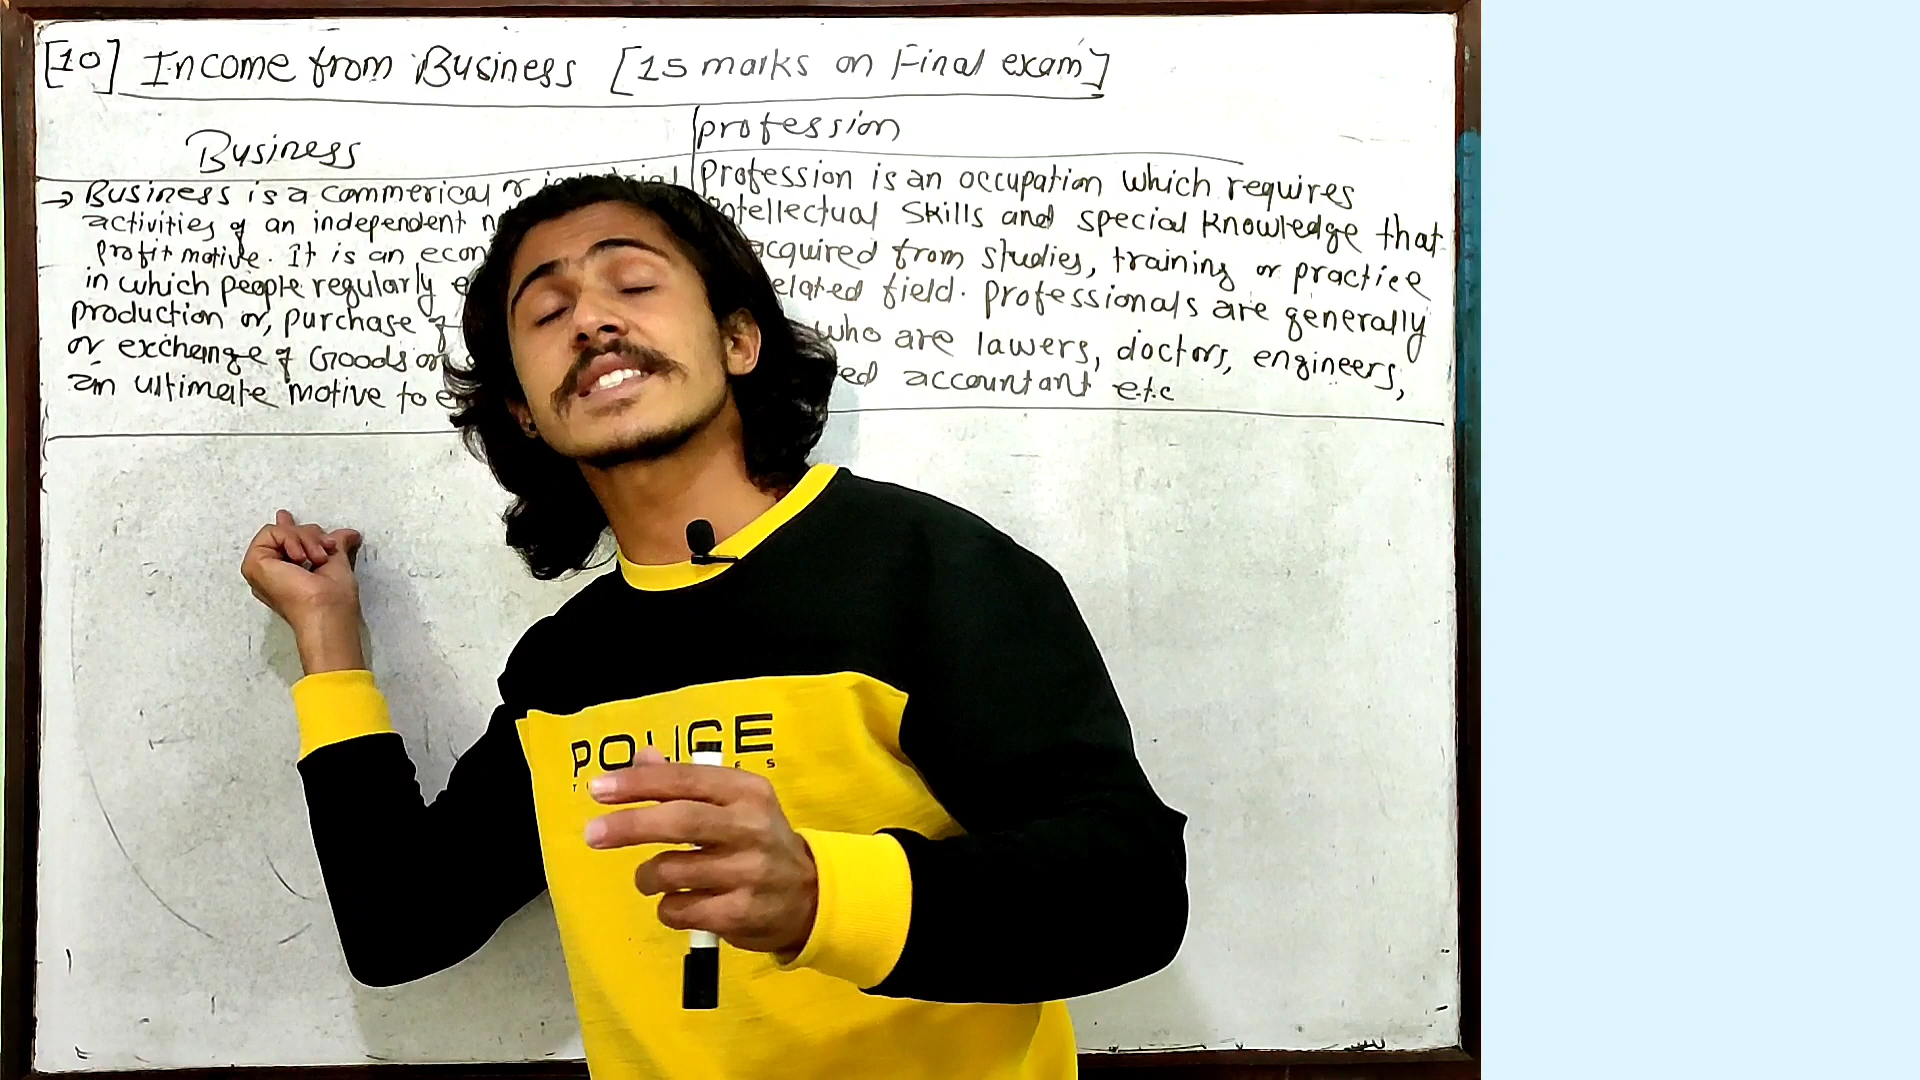 [10] Income from Business [15 marks on Final exam]
Business
→ Business is a commerical or industrial
activities of an independent
profit motive. It is an
in which people regularly
production or, purchase of
or exchange of Goods or
an ultimate motive to
profession
Profession is an occupation which requires
intellectual skills and special knowledge that
acquired from studies, training or practice
elated field. professionals are generally
who are lawers, doctors, engineers,
ed accountant e.t.c
POLICE